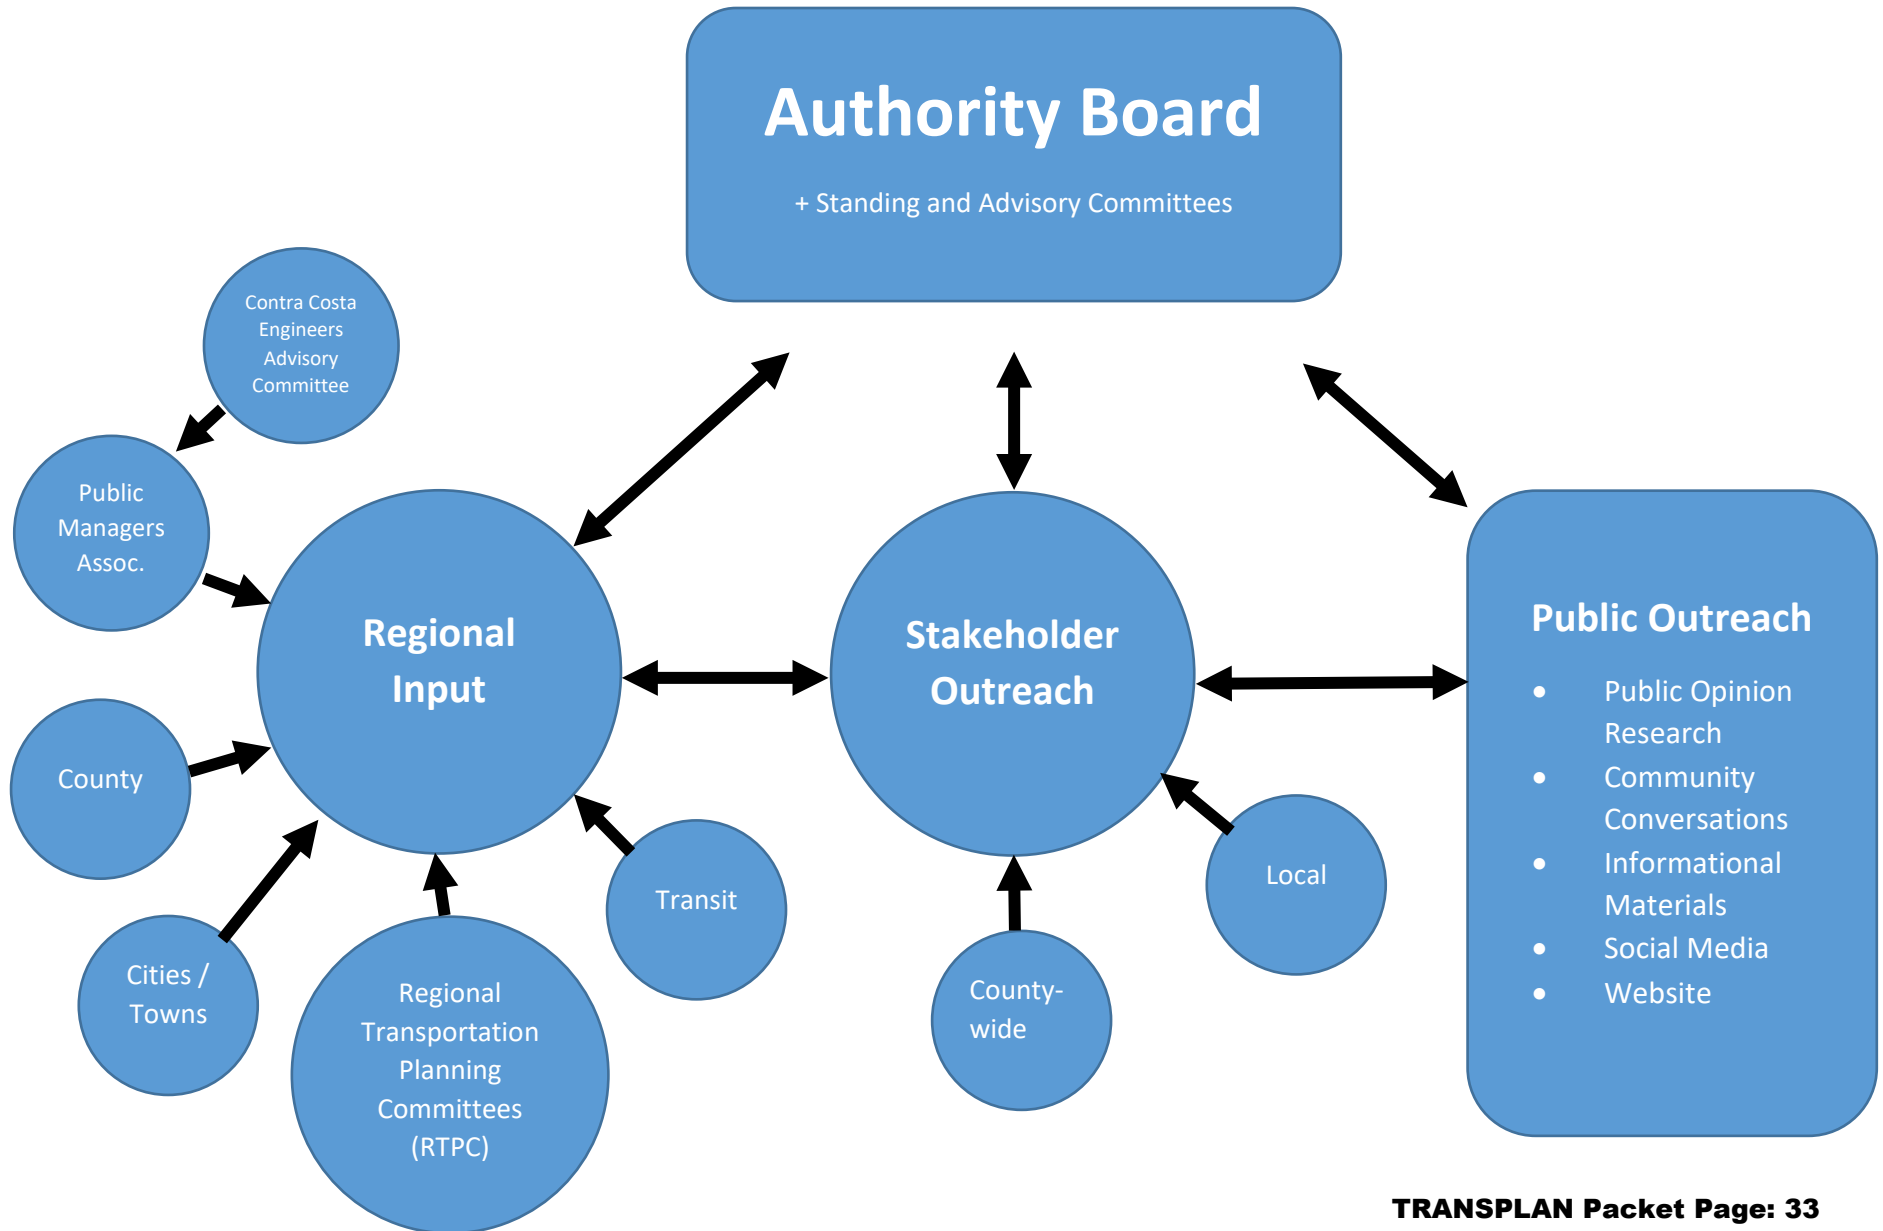 Authority Board
+ Standing and Advisory Committees
Contra Costa
Engineers
Advisory
Committee
Public
Managers
Assoc.
Regional
Input
Stakeholder
Outreach
Public Outreach
● Public Opinion
Research
● Community
Conversations
● Informational
Materials
● Social Media
● Website
County
Cities /
Towns
Regional
Transportation
Planning
Committees
(RTPC)
Transit
County-
wide
Local
TRANSPLAN Packet Page: 33